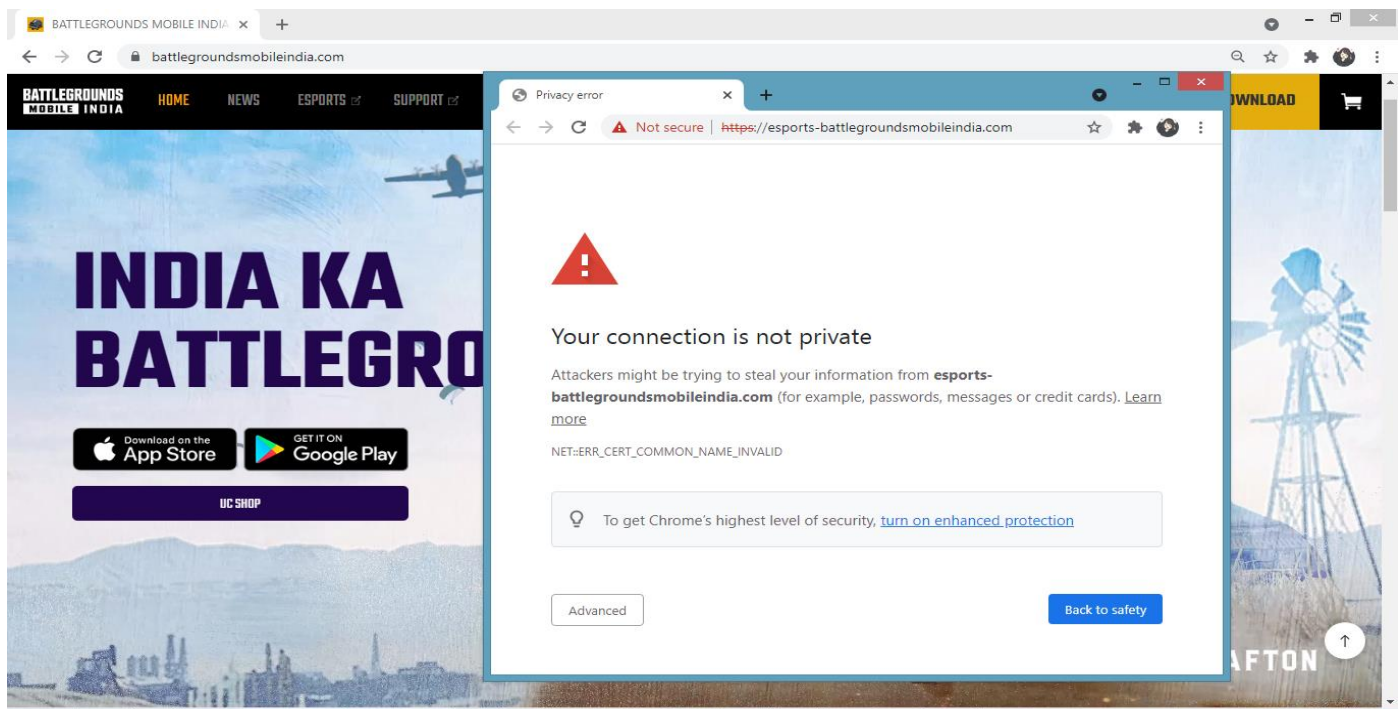 BATTLEGROUNDS MOBILE INDIA
battlegroundsmobileindia.com
BATTLEGROUNDS
MOBILE INDIA
HOME
NEWS
ESPORTS
SUPPORT
UC SHOP
INDIA KA
Download on the
App Store
GET IT ON
Google Play
Privacy error
Not secure | https://esports-battlegroundsmobileindia.com
Your connection is not private
Attackers might be trying to steal your information from esports-
battlegroundsmobileindia.com (for example, passwords, messages or credit cards). Learn
more
NET::ERR_CERT_COMMON_NAME_INVALID
To get Chrome's highest level of security, turn on enhanced protection
Advanced
Back to safety